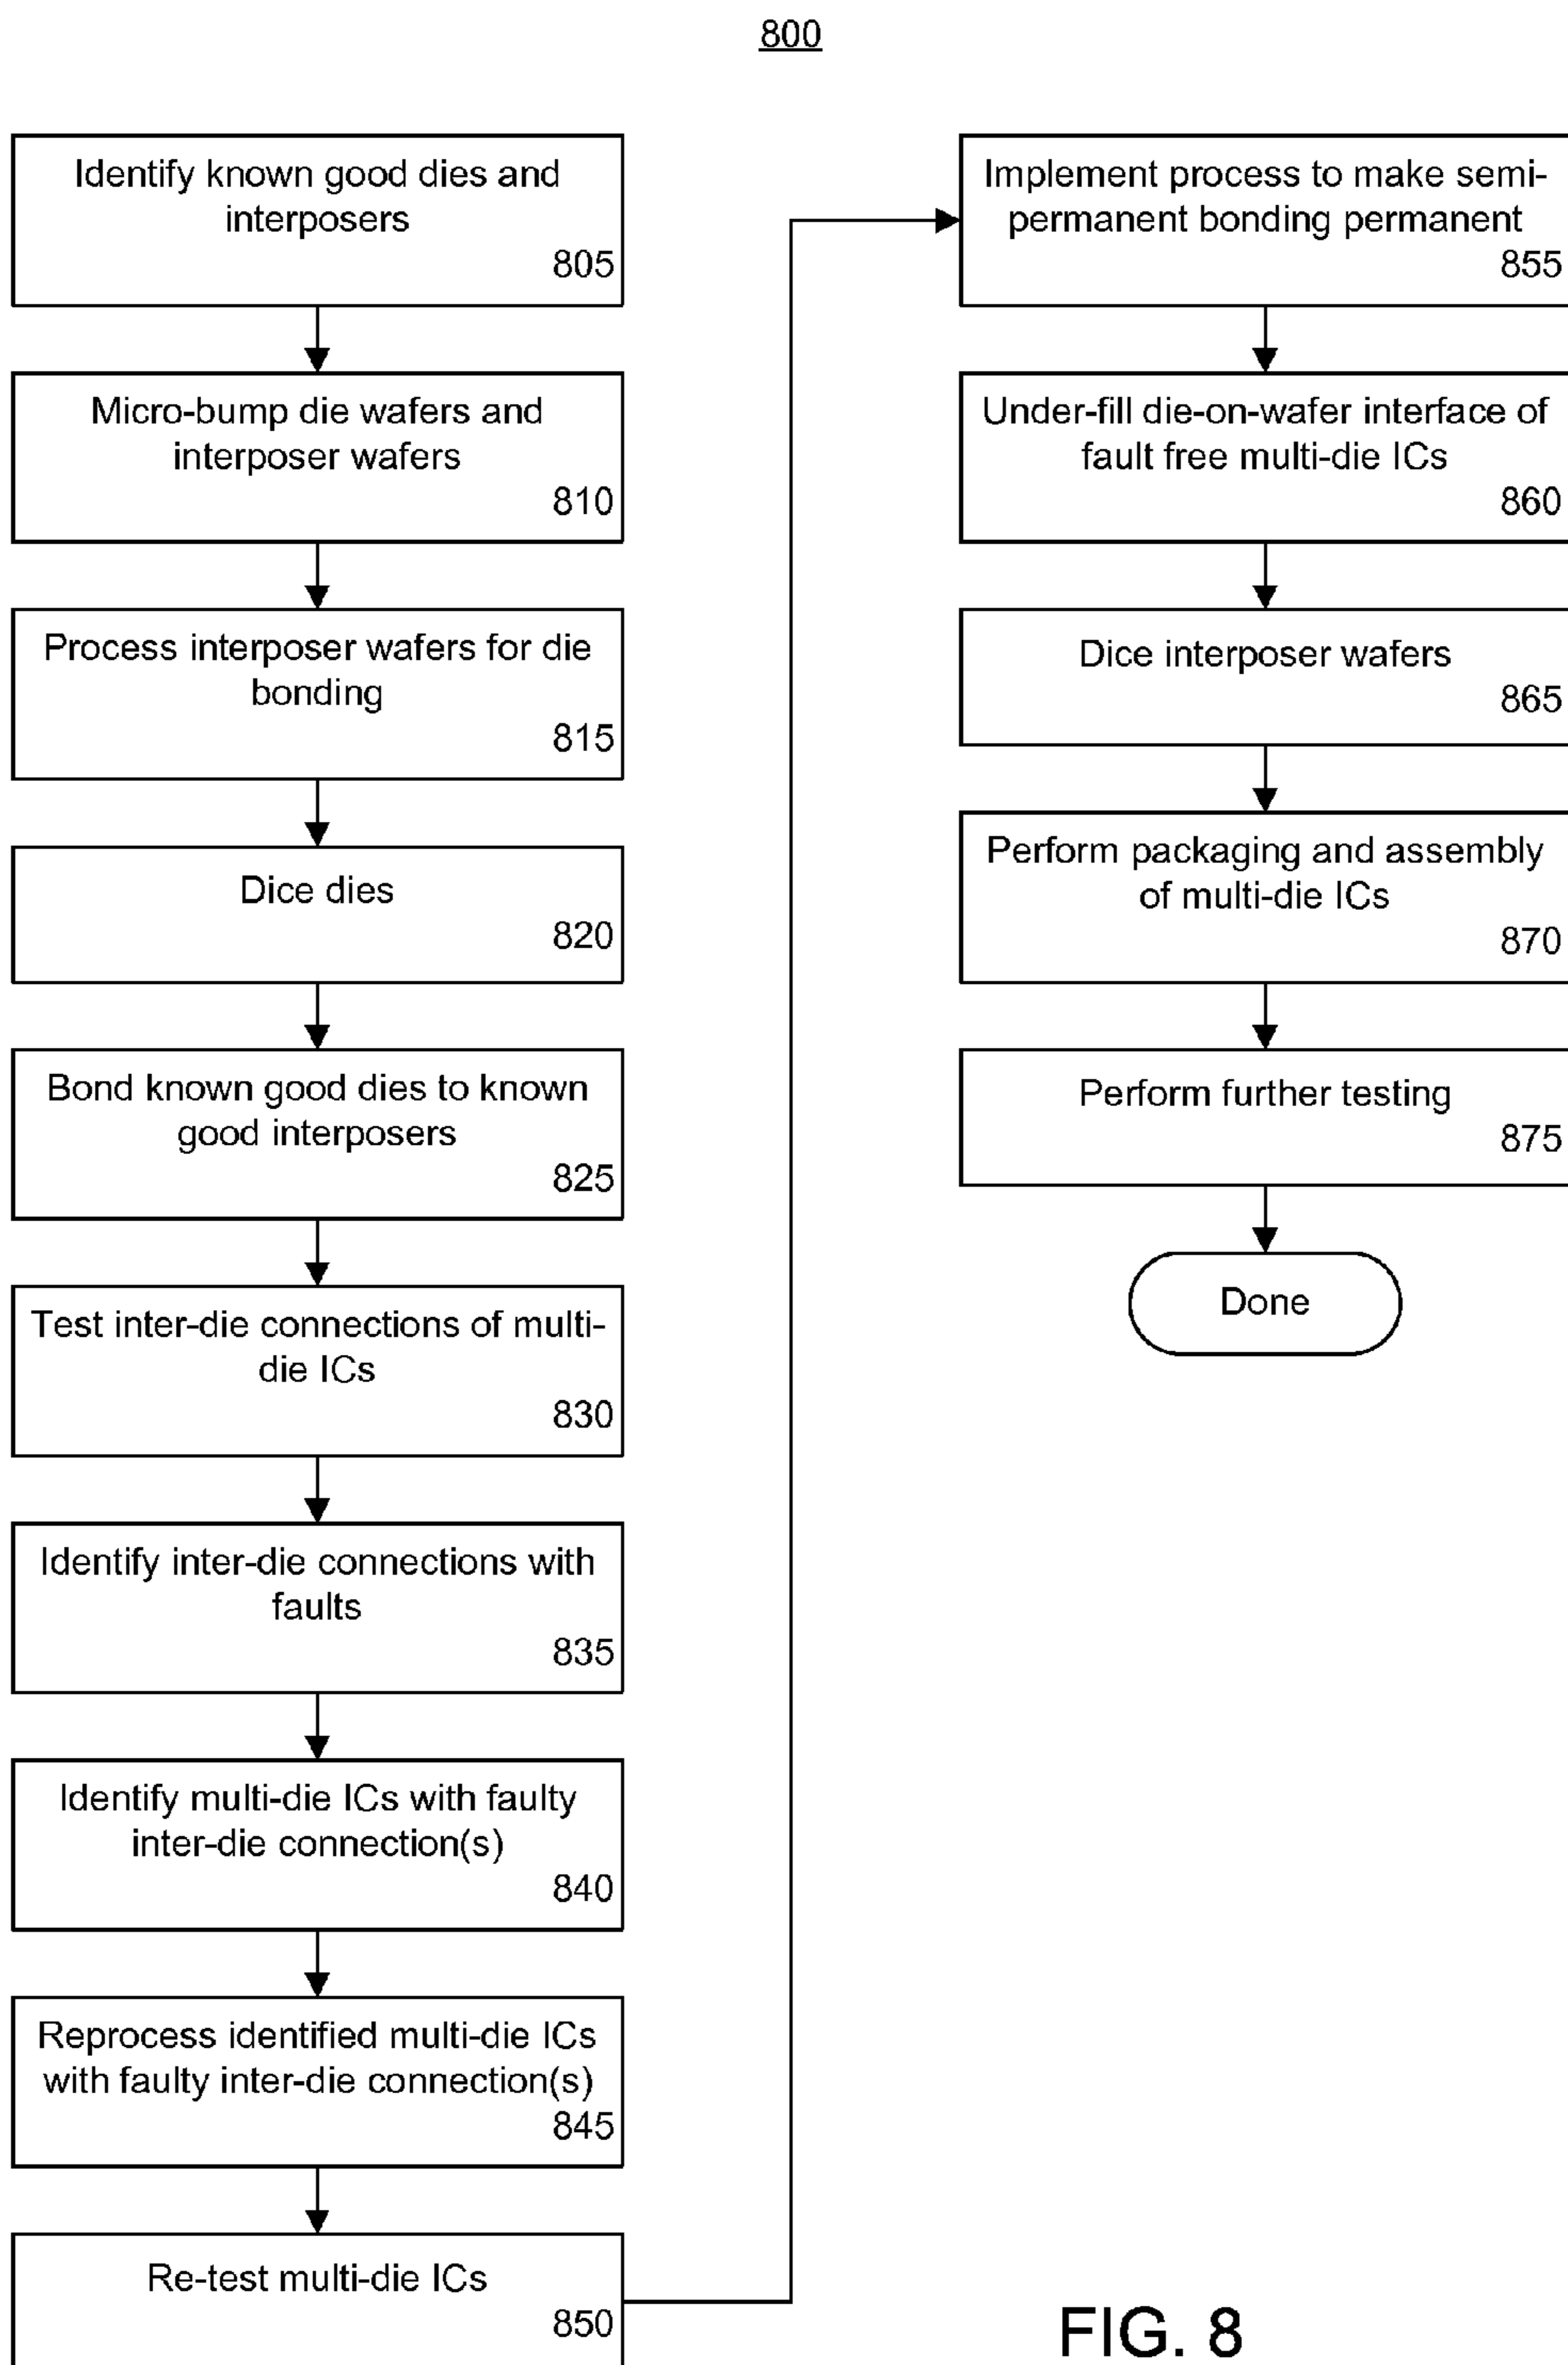 800
Identify known good dies and
interposers
805
Micro-bump die wafers and
interposer wafers
810
Process interposer wafers for die
bonding
815
Dice dies
820
Bond known good dies to known
good interposers
825
Test inter-die connections of multi-
die ICs
830
Identify inter-die connections with
faults
835
Identify multi-die ICs with faulty
inter-die connection(s)
840
Reprocess identified multi-die ICs
with faulty inter-die connection(s)
845
Re-test multi-die ICs
850
Implement process to make semi-
permanent bonding permanent
855
Under-fill die-on-wafer interface of
fault free multi-die ICs
860
Dice interposer wafers
865
Perform packaging and assembly
of multi-die ICs
870
Perform further testing
875
Done
FIG. 8